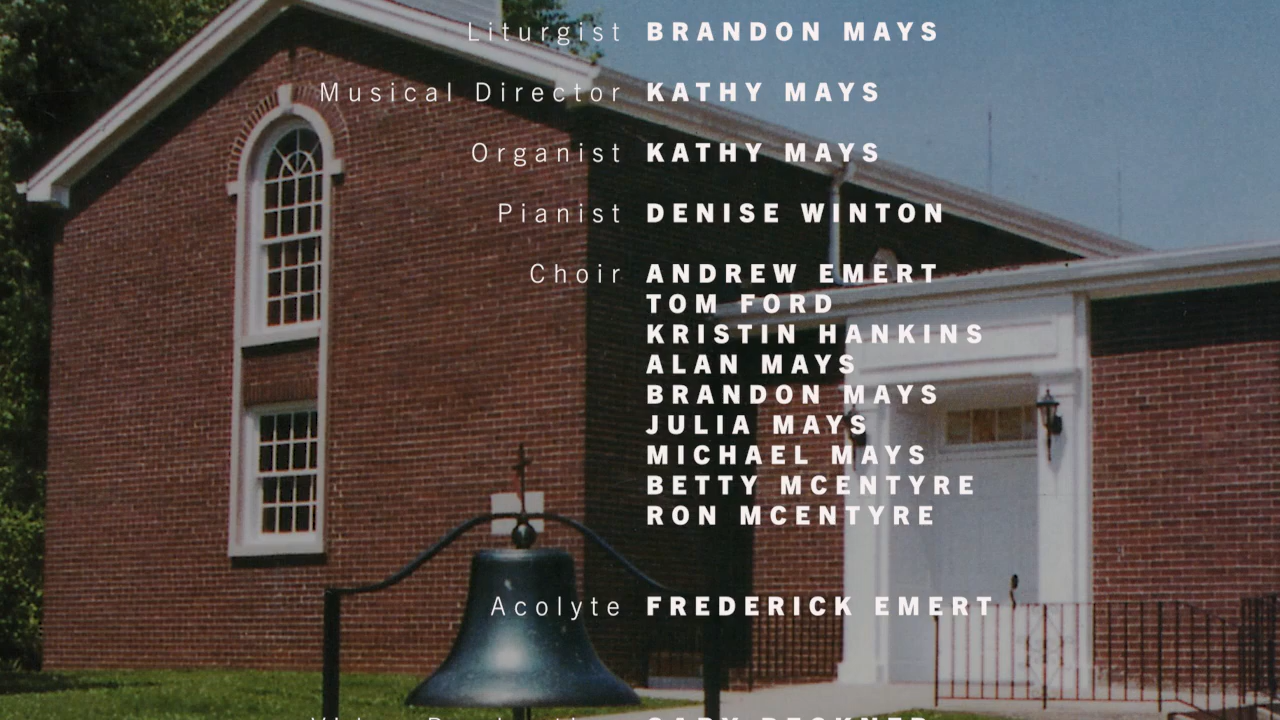 Liturgist BRANDON MAYS
Musical Director KATHY MAYS
Organist KATHY MAYS
Pianist DENISE WINTON
Choir ANDREW EMERT
TOM FORD
KRISTIN HANKINS
ALAN MAYS
BRANDON MAYS
JULIA MAYS
MICHAEL MAYS
BETTY MCENTYRE
RON MCENTYRE
Acolyte FREDERICK EMERT